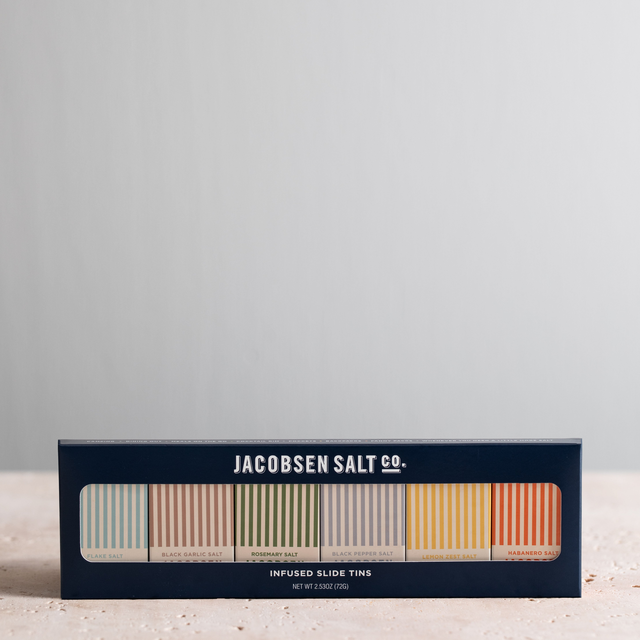 JACOBSEN SALT CO.
FLAKE SALT
BLACK GARLIC SALT
ROSEMARY SALT
BLACK PEPPER SALT
LEMON ZEST SALT
HABANERO SALT
INFUSED SLIDE TINS
NET WT 2.53OZ (72G)